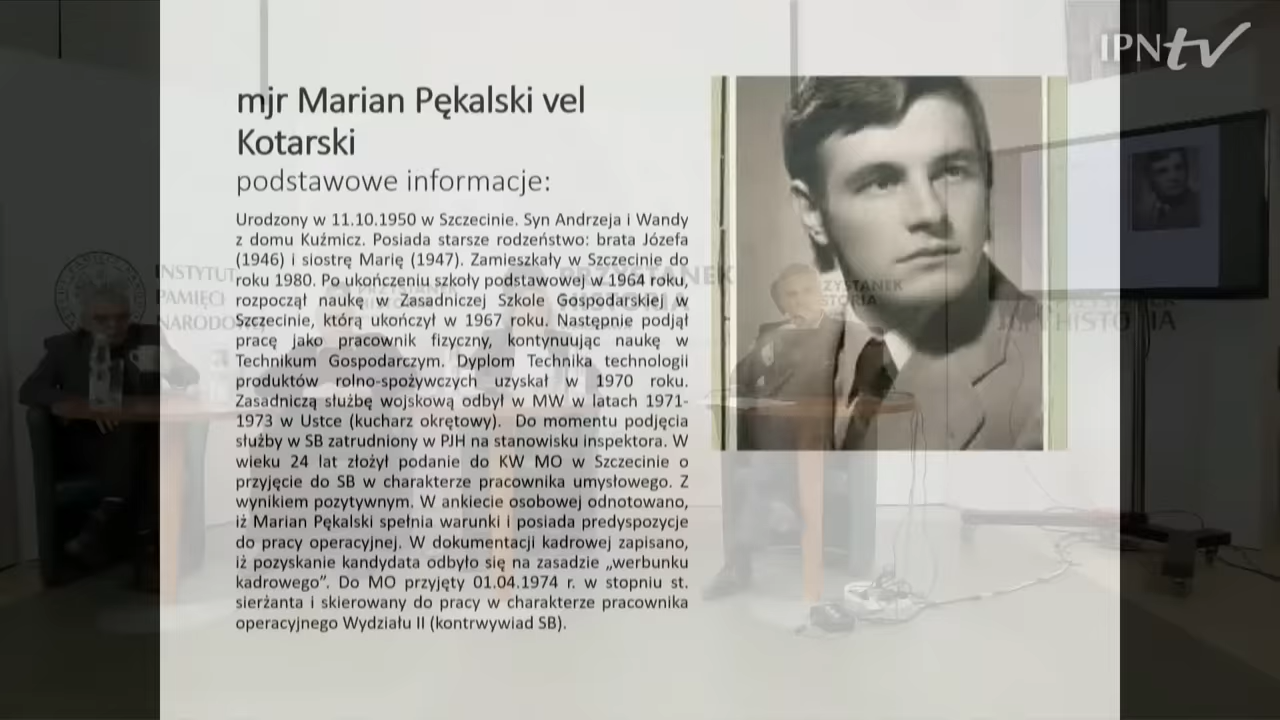 IPNtv
mjr Marian Pękalski vel
Kotarski
podstawowe informacje:
Urodzony w 11.10.1950 w Szczecinie. Syn Andrzeja i Wandy
z domu Kuźmicz. Posiada starsze rodzeństwo: brata Józefa
(1946) i siostrę Marię (1947). Zamieszkały w Szczecinie do
roku 1980. Po ukończeniu szkoły podstawowej w 1964 roku,
rozpoczął naukę w Zasadniczej Szkole Gospodarskiej w
Szczecinie, którą ukończył w 1967 roku. Następnie podjął
pracę jako pracownik fizyczny, kontynuując naukę w
Technikum Gospodarczym. Dyplom Technika technologii
produktów rolno-spożywczych uzyskał w 1970 roku.
Zasadniczą służbę wojskową odbył w MW w latach 1971-
1973 w Ustce (kucharz okrętowy). Do momentu podjęcia
służby w SB zatrudniony w PJH na stanowisku inspektora. W
wieku 24 lat złożył podanie do KW MO w Szczecinie o
przyjęcie do SB w charakterze pracownika umysłowego. Z
wynikiem pozytywnym. W ankiecie osobowej odnotowano,
iż Marian Pękalski spełnia warunki i posiada predyspozycje
do pracy operacyjnej. W dokumentacji kadrowej zapisano,
iż pozyskanie kandydata odbyło się na zasadzie „werbunku
kadrowego”. Do MO przyjęty 01.04.1974 r. w stopniu st.
sierżanta i skierowany do pracy w charakterze pracownika
operacyjnego Wydziału II (kontrwywiad SB).
INSTYTUT
PAMIĘCI
PRZYSTANEK
HISTORIA